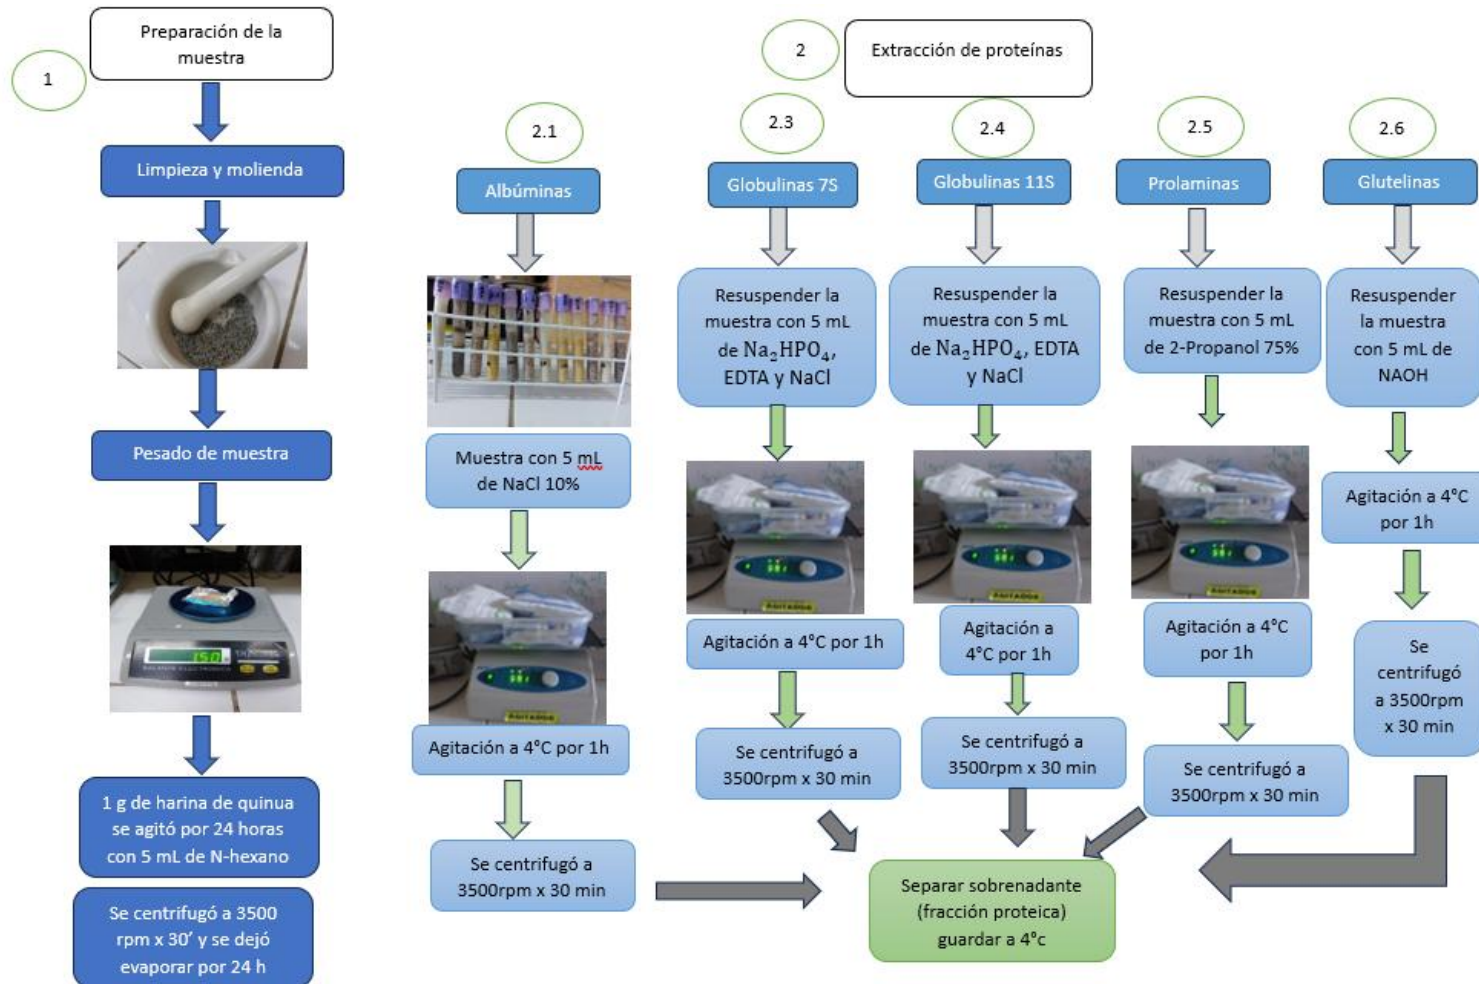 1
Preparación de la
muestra
Limpieza y molienda
Pesado de muestra
150
1 g de harina de quinua
se agitó por 24 horas
con 5 mL de N-hexano
Se centrifugó a 3500
rpm x 30′ y se dejó
evaporar por 24 h
2
Extracción de proteínas
2.1
Albúminas
Muestra con 5 mL
de NaCl 10%
AGITADOR
Agitación a 4°C por 1h
Se centrifugó a
3500rpm x 30 min
2.3
Globulinas 7S
Resuspender la
muestra con 5 mL
de Na₂HPO₄,
EDTA y NaCl
AGITADOR
Agitación a 4°C por 1h
Se centrifugó a
3500rpm x 30 min
2.4
Globulinas 11S
Resuspender la
muestra con 5 mL
de Na₂HPO₄, EDTA
y NaCl
AGITADOR
Agitación a
4°C por 1h
Se centrifugó a
3500rpm x 30 min
2.5
Prolaminas
Resuspender la
muestra con 5 mL
de 2-Propanol 75%
AGITADOR
Agitación a 4°C
por 1h
Se centrifugó a
3500rpm x 30 min
2.6
Glutelinas
Resuspender
la muestra
con 5 mL de
NAOH
Agitación a 4°C
por 1h
Se
centrifugó
a 3500rpm
x 30 min
Separar sobrenadante
(fracción proteica)
guardar a 4°c